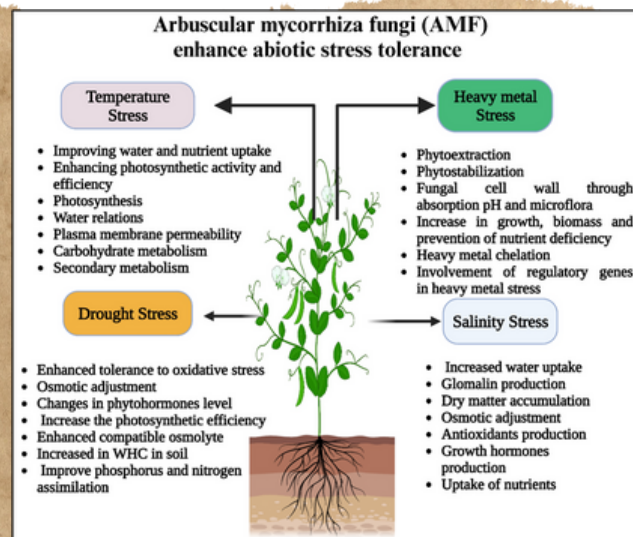 Arbuscular mycorrhiza fungi (AMF)
enhance abiotic stress tolerance
Temperature
Stress
• Improving water and nutrient uptake
• Enhancing photosynthetic activity and
efficiency
• Photosynthesis
• Water relations
• Plasma membrane permeability
• Carbohydrate metabolism
• Secondary metabolism
Heavy metal
Stress
• Phytoextraction
• Phytostabilization
• Fungal cell wall through
absorption pH and microflora
• Increase in growth, biomass and
prevention of nutrient deficiency
• Heavy metal chelation
• Involvement of regulatory genes
in heavy metal stress
Drought Stress
• Enhanced tolerance to oxidative stress
• Osmotic adjustment
• Changes in phytohormones level
• Increase the photosynthetic efficiency
• Enhanced compatible osmolyte
• Increased in WHC in soil
• Improve phosphorus and nitrogen
assimilation
Salinity Stress
• Increased water uptake
• Glomalin production
• Dry matter accumulation
• Osmotic adjustment
• Antioxidants production
• Growth hormones
production
• Uptake of nutrients